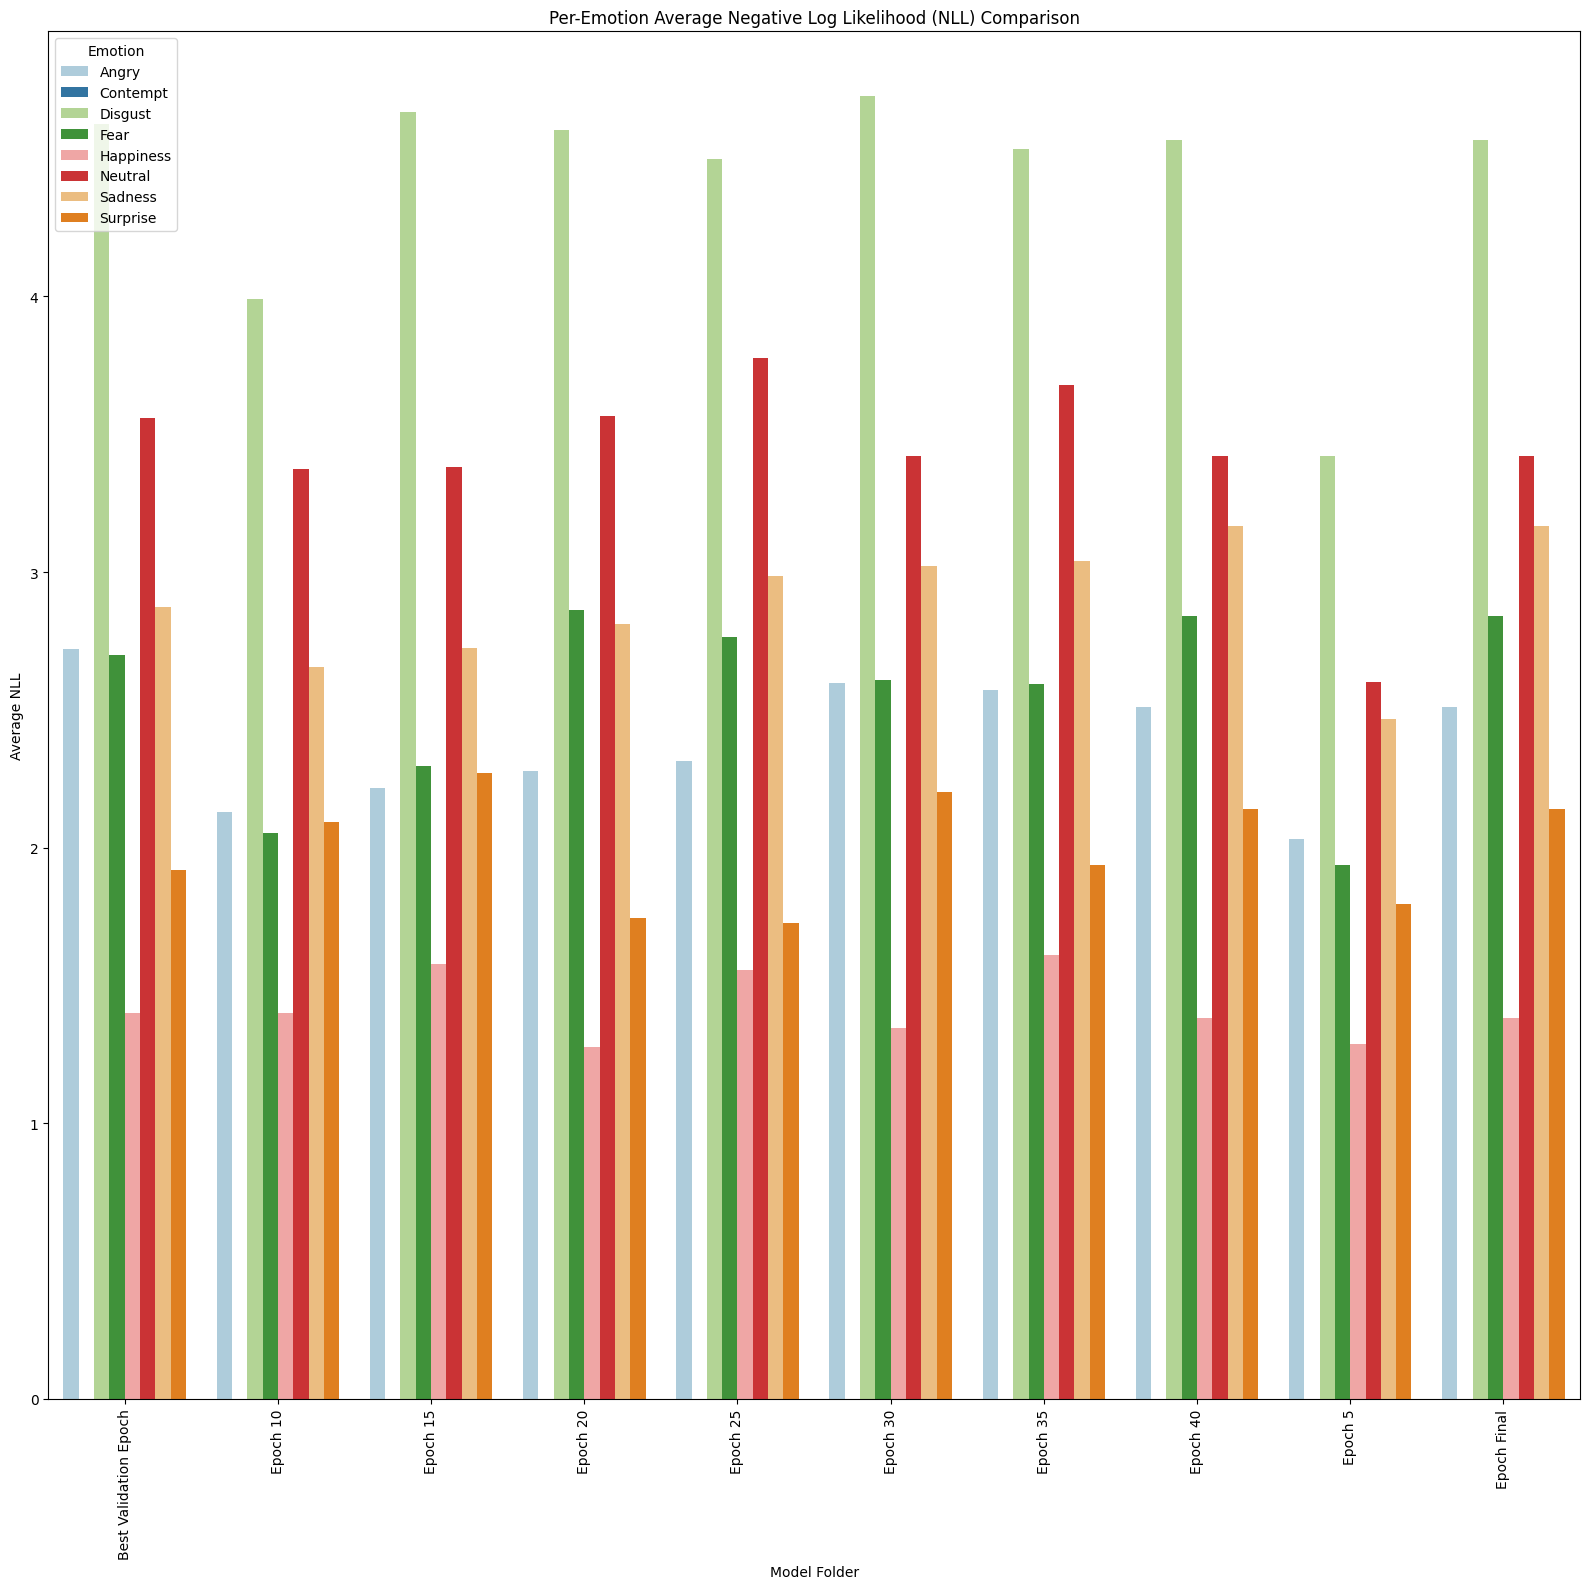 Per-Emotion Average Negative Log Likelihood (NLL) Comparison
Emotion
Angry
Contempt
Disgust
Fear
Happiness
Neutral
Sadness
Surprise
Average NLL
4
3
2
1
0
Best Validation Epoch
Epoch 10
Epoch 15
Epoch 20
Epoch 25
Epoch 30
Epoch 35
Epoch 40
Epoch 5
Epoch Final
Model Folder